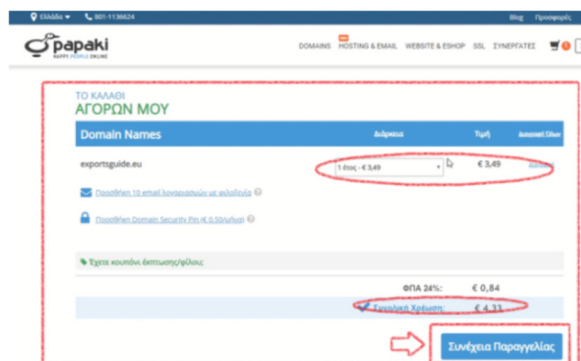 Ελλάδα 801-1136624 Blog Προσφορές
papaki
HAPPY PEOPLE ONLINE
DOMAINS HOSTING & EMAIL WEBSITE & ESHOP SSL ΣΥΝΕΡΓΑΤΕΣ
ΤΟ ΚΑΛΑΘΙ
ΑΓΟΡΩΝ ΜΟΥ
Domain Names Διάρκεια Τιμή
exportsguide.eu 1 έτος - € 3,49 € 3,49
Προσθήκη 10 email λογαριασμών με φιλοξενία
Προσθήκη Domain Security Pin (€ 0.50/μήνα)
Έχετε κουπόνι έκπτωσης/φίλου;
ΦΠΑ 24%: € 0,84
Συνολική Χρέωση: € 4,33
Συνέχεια Παραγγελίας